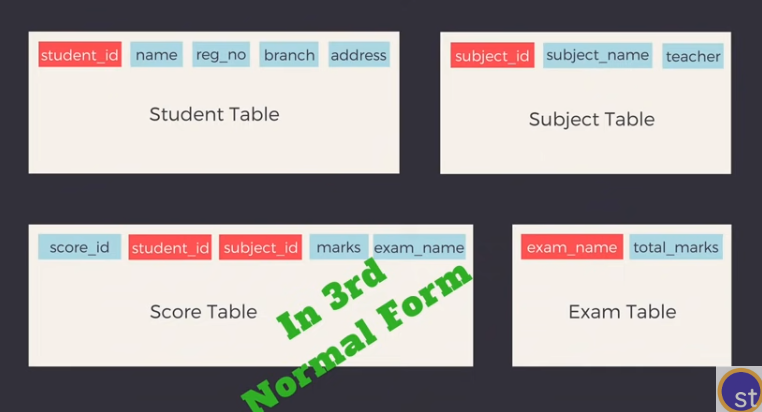 student_id name reg_no branch address
Student Table
subject_id subject_name teacher
Subject Table
score_id student_id subject_id marks exam_name
Score Table
In 3rd
Normal Form
exam_name total_marks
Exam Table
st